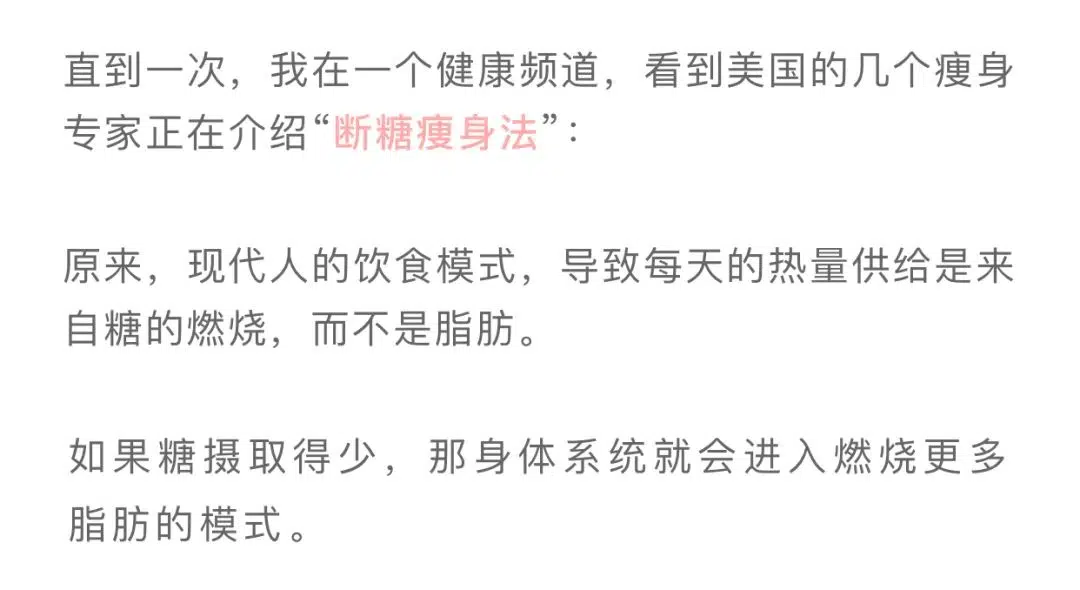 直到一次，我在一个健康频道，看到美国的几个瘦身
专家正在介绍“断糖瘦身法”：
原来，现代人的饮食模式，导致每天的热量供给是来
自糖的燃烧，而不是脂肪。
如果糖摄取得少，那身体系统就会进入燃烧更多
脂肪的模式。